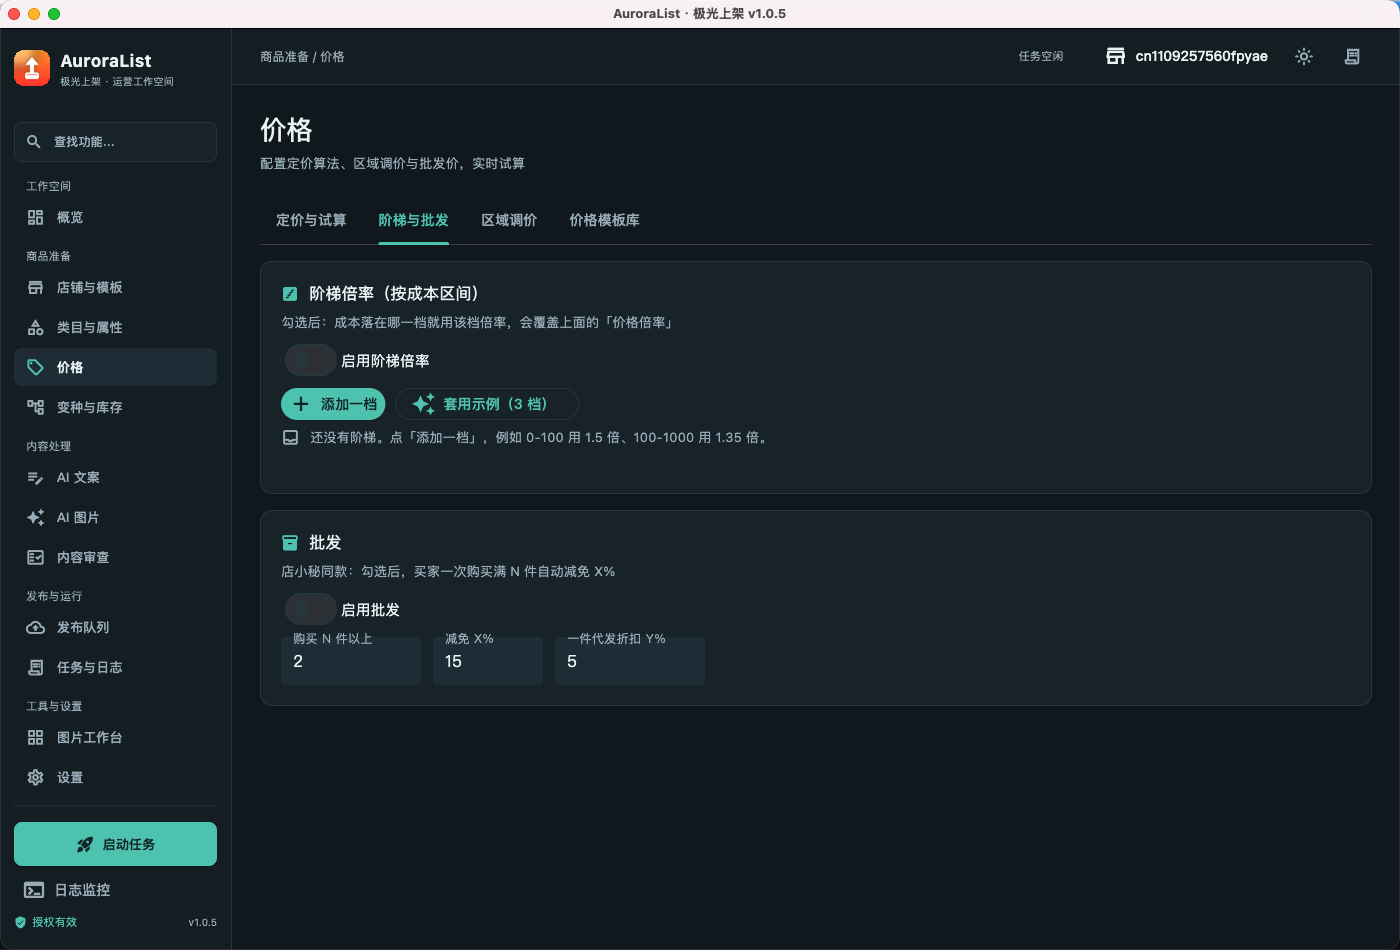 AuroraList · 极光上架 v1.0.5
AuroraList
极光上架 · 运营工作空间
查找功能...
工作空间
概览
商品准备
店铺与模板
类目与属性
价格
变种与库存
内容处理
AI 文案
AI 图片
内容审查
发布与运行
发布队列
任务与日志
工具与设置
图片工作台
设置
启动任务
日志监控
授权有效 v1.0.5
商品准备 / 价格 任务空闲 cn1109257560fpyae
价格
配置定价算法、区域调价与批发价，实时试算
定价与试算 阶梯与批发 区域调价 价格模板库
阶梯倍率（按成本区间）
勾选后：成本落在哪一档就用该档倍率，会覆盖上面的「价格倍率」
启用阶梯倍率
添加一档 套用示例（3 档）
还没有阶梯。点「添加一档」，例如 0-100 用 1.5 倍、100-1000 用 1.35 倍。
批发
店小秘同款：勾选后，买家一次购买满 N 件自动减免 X%
启用批发
购买 N 件以上 减免 X% 一件代发折扣 Y%
2 15 5